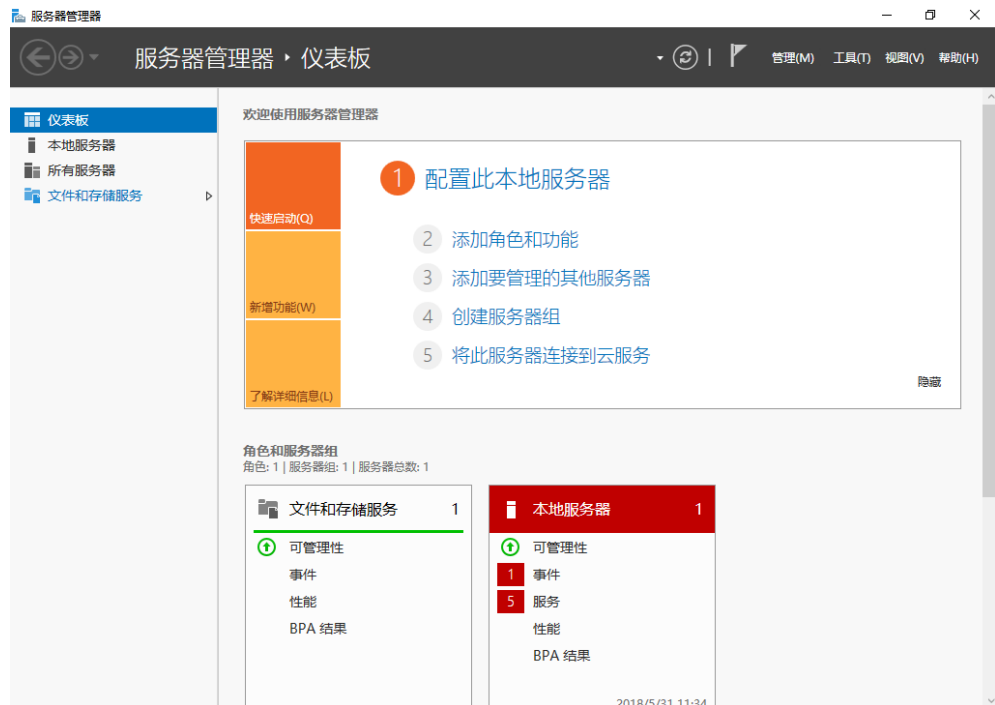 服务器管理器
服务器管理器 ‣ 仪表板
管理(M) 工具(T) 视图(V) 帮助(H)
仪表板
本地服务器
所有服务器
文件和存储服务
欢迎使用服务器管理器
快速启动(Q)
新增功能(W)
了解详细信息(L)
1 配置此本地服务器
2 添加角色和功能
3 添加要管理的其他服务器
4 创建服务器组
5 将此服务器连接到云服务
隐藏
角色和服务器组
角色: 1 | 服务器组: 1 | 服务器总数: 1
文件和存储服务 1
可管理性
事件
性能
BPA 结果
本地服务器 1
可管理性
1 事件
5 服务
性能
BPA 结果
2018/5/31 11:34